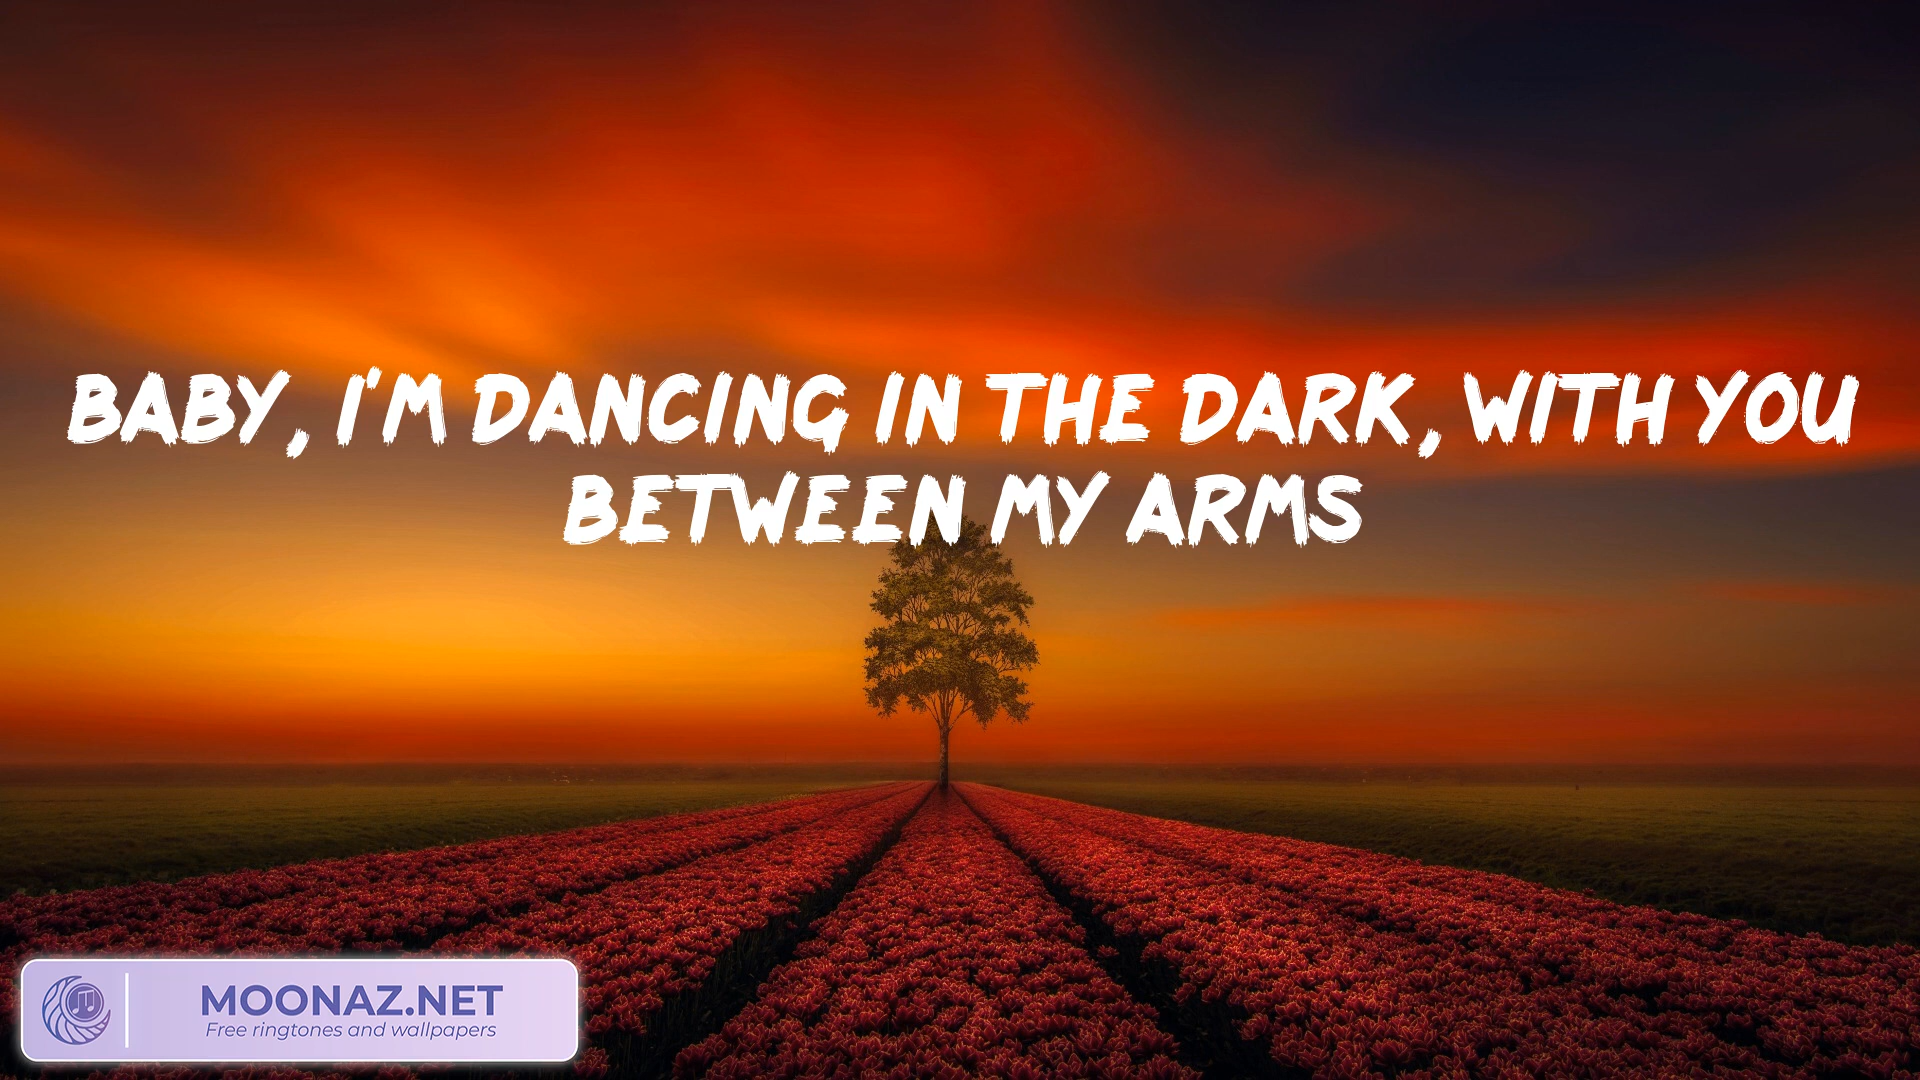 BABY, I'M DANCING IN THE DARK, WITH YOU
BETWEEN MY ARMS
MOONAZ.NET
Free ringtones and wallpapers